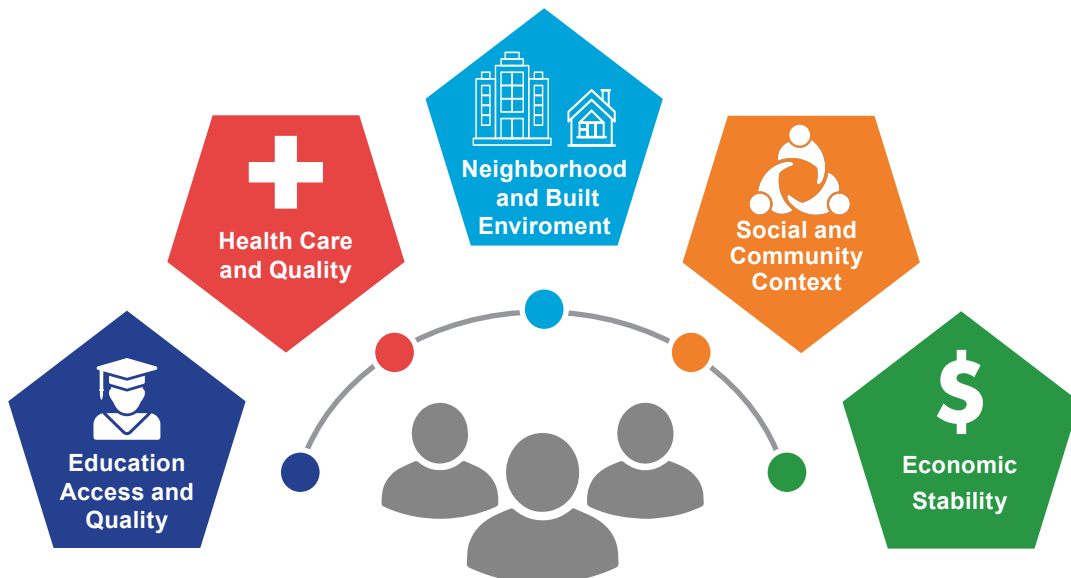 Neighborhood
and Built
Enviroment
Health Care
and Quality
Social and
Community
Context
Education
Access and
Quality
$
Economic
Stability